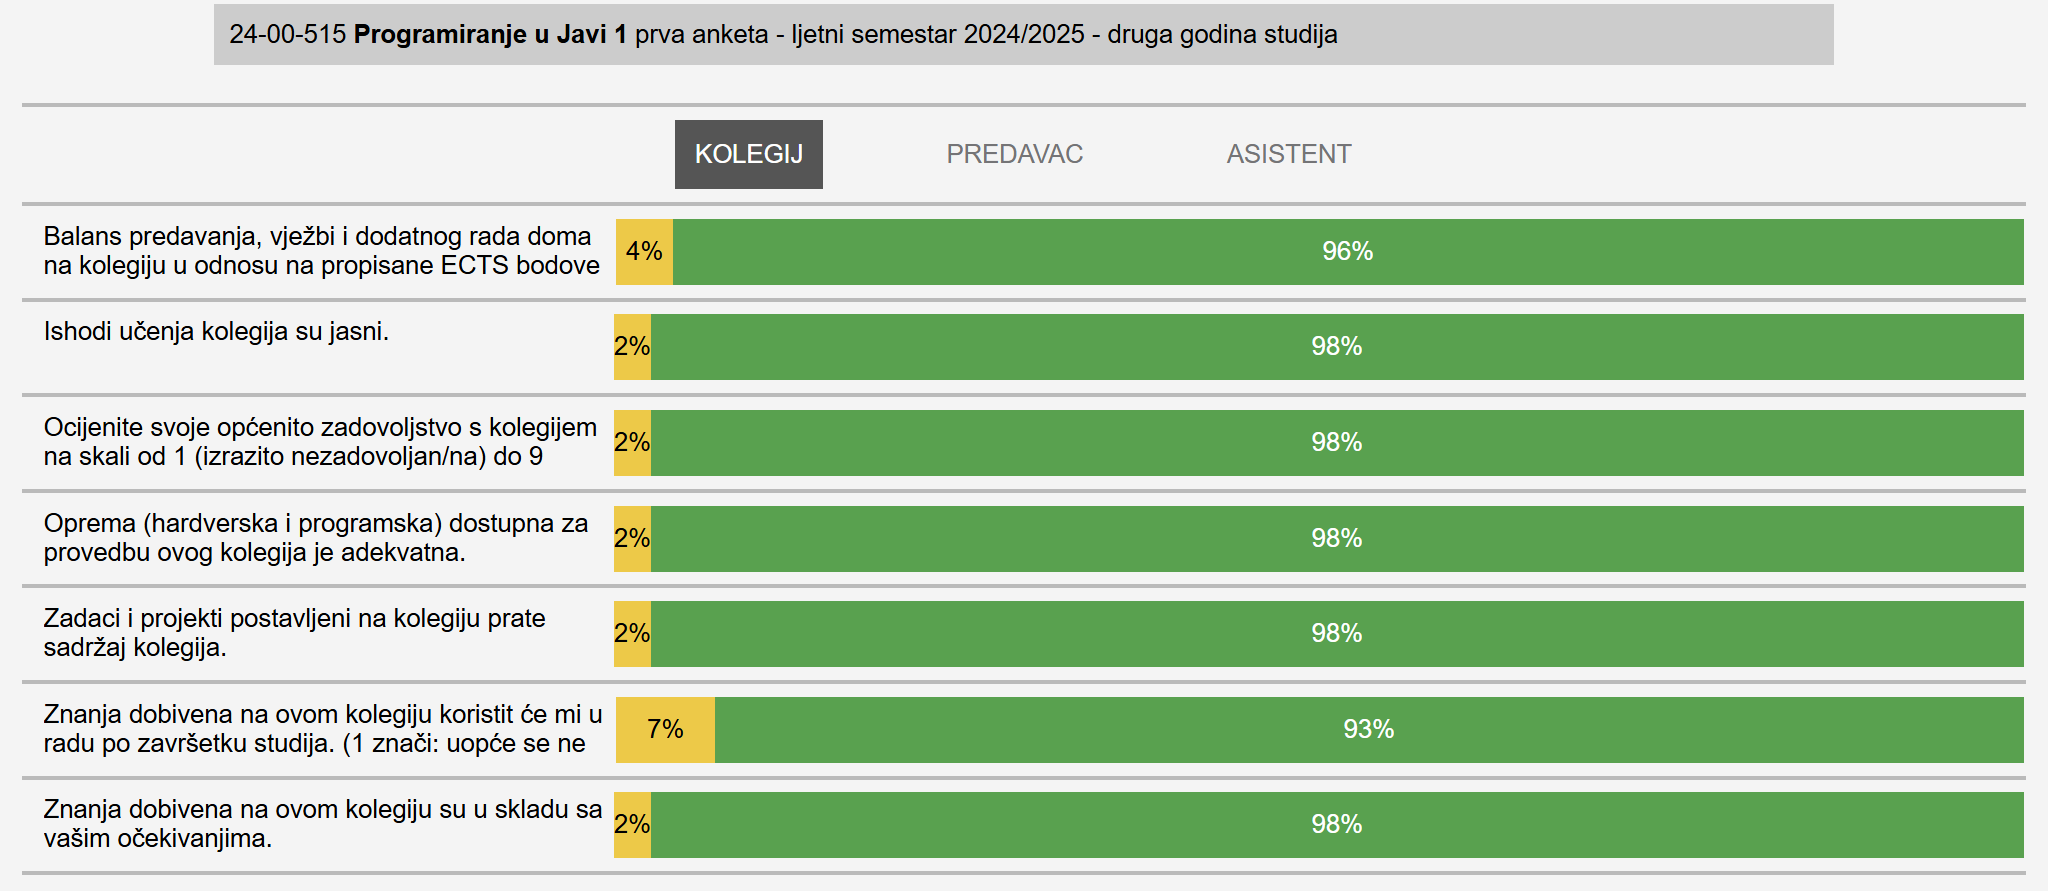 24-00-515 Programiranje u Javi 1 prva anketa - ljetni semestar 2024/2025 - druga godina studija
KOLEGIJ PREDAVAC ASISTENT
Balans predavanja, vježbi i dodatnog rada doma
na kolegiju u odnosu na propisane ECTS bodove
4% 96%
Ishodi učenja kolegija su jasni.
2% 98%
Ocijenite svoje općenito zadovoljstvo s kolegijem
na skali od 1 (izrazito nezadovoljan/na) do 9
2% 98%
Oprema (hardverska i programska) dostupna za
provedbu ovog kolegija je adekvatna.
2% 98%
Zadaci i projekti postavljeni na kolegiju prate
sadržaj kolegija.
2% 98%
Znanja dobivena na ovom kolegiju koristit će mi u
radu po završetku studija. (1 znači: uopće se ne
7% 93%
Znanja dobivena na ovom kolegiju su u skladu sa
vašim očekivanjima.
2% 98%